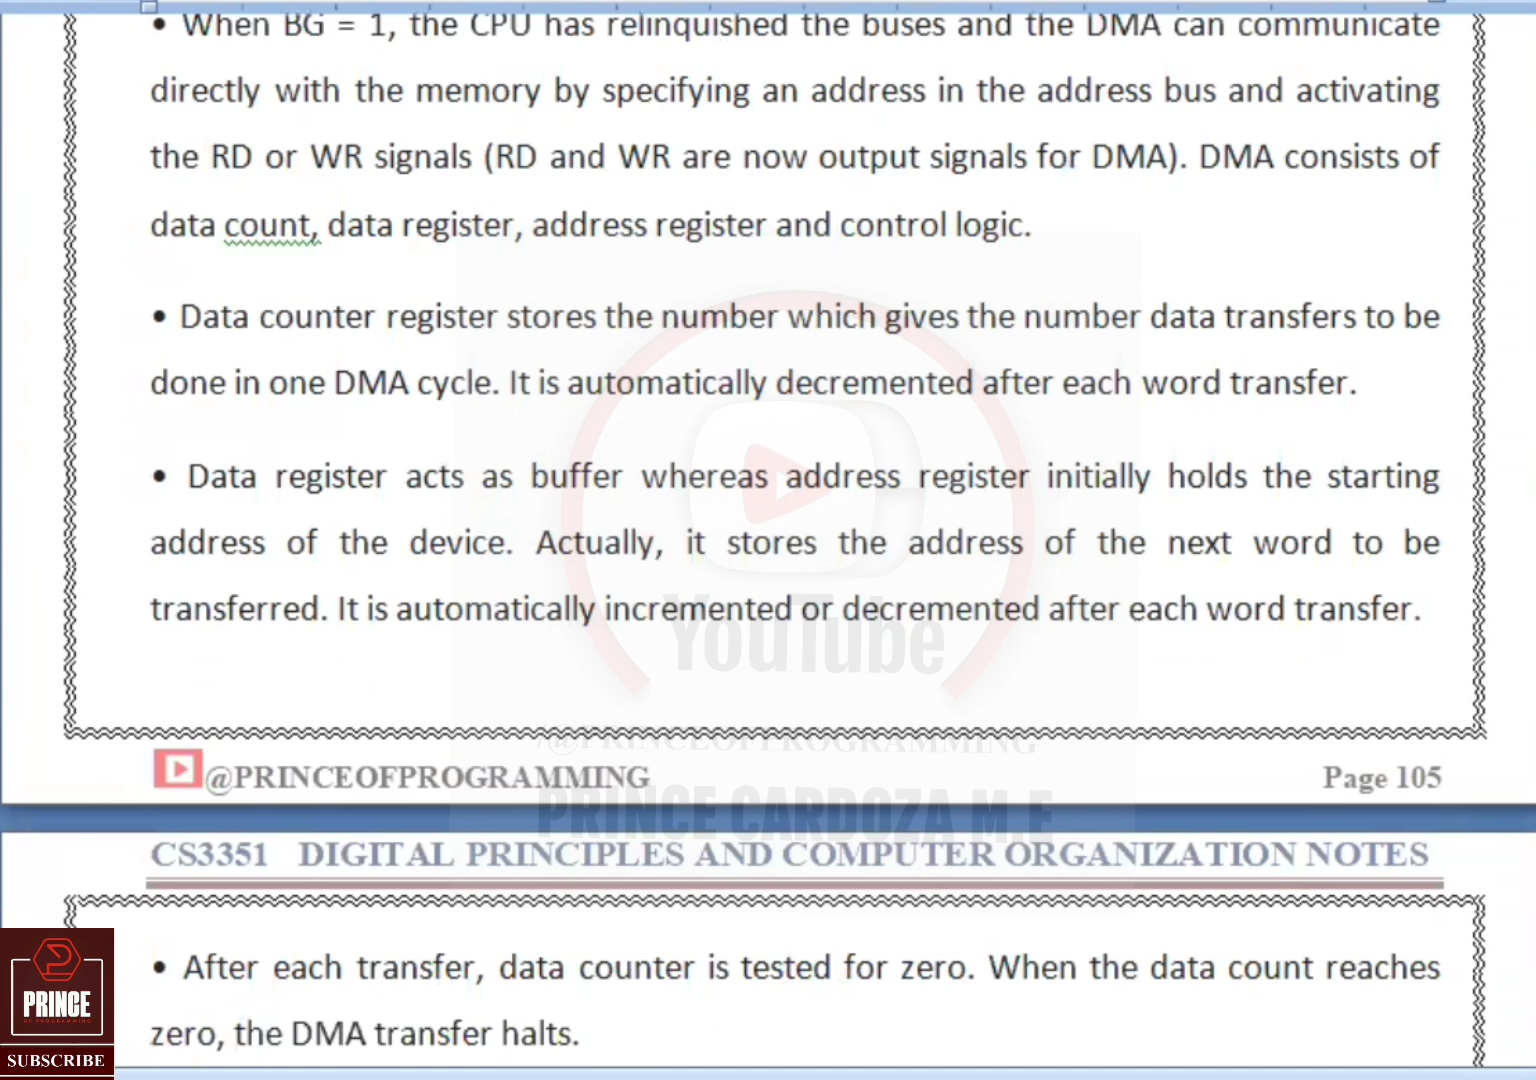 • When BG = 1, the CPU has relinquished the buses and the DMA can communicate
directly with the memory by specifying an address in the address bus and activating
the RD or WR signals (RD and WR are now output signals for DMA). DMA consists of
data count, data register, address register and control logic.
• Data counter register stores the number which gives the number data transfers to be
done in one DMA cycle. It is automatically decremented after each word transfer.
• Data register acts as buffer whereas address register initially holds the starting
address of the device. Actually, it stores the address of the next word to be
transferred. It is automatically incremented or decremented after each word transfer.
YouTube
/@PRINCEOFPROGRAMMING
@PRINCEOFPROGRAMMING
Page 105
PRINCE CARDOZA M.E
CS3351 DIGITAL PRINCIPLES AND COMPUTER ORGANIZATION NOTES
• After each transfer, data counter is tested for zero. When the data count reaches
zero, the DMA transfer halts.
PRINCE
OF PROGRAMMING
SUBSCRIBE